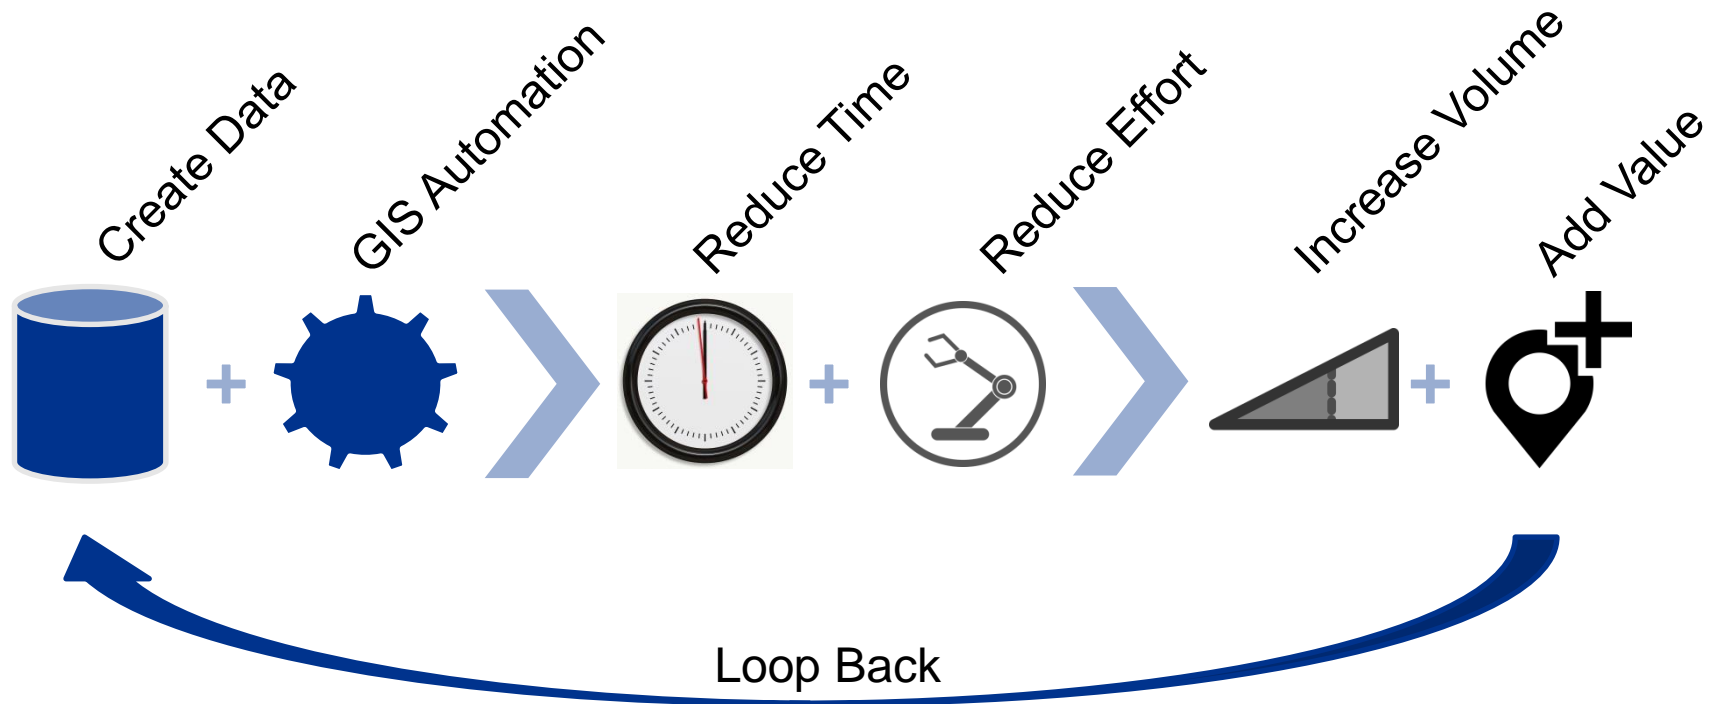 Create Data
GIS Automation
Reduce Time
Reduce Effort
Increase Volume
Add Value
Loop Back